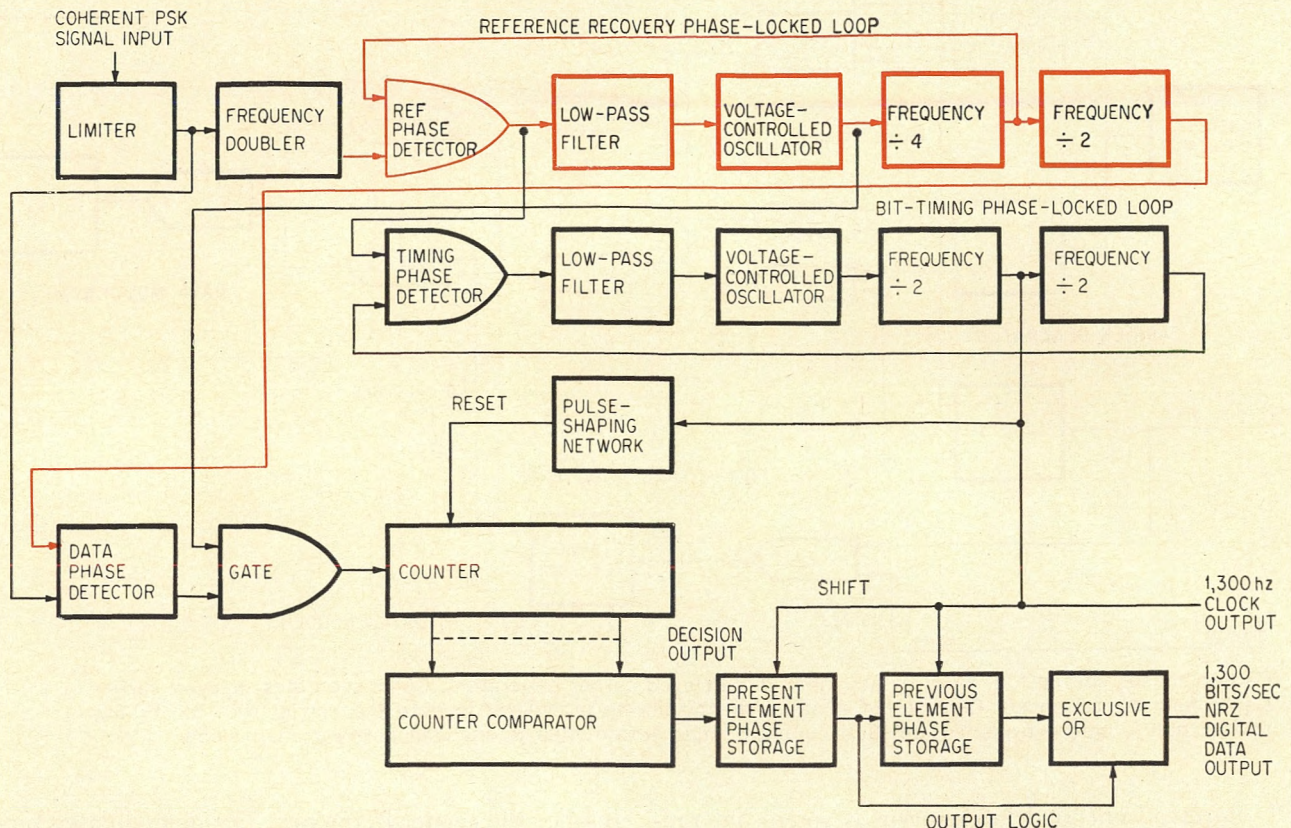 COHERENT PSK
SIGNAL INPUT
REFERENCE RECOVERY PHASE-LOCKED LOOP
LIMITER
FREQUENCY
DOUBLER
REF
PHASE
DETECTOR
LOW-PASS
FILTER
VOLTAGE-
CONTROLLED
OSCILLATOR
FREQUENCY
÷ 4
FREQUENCY
÷ 2
BIT-TIMING PHASE-LOCKED LOOP
TIMING
PHASE
DETECTOR
LOW-PASS
FILTER
VOLTAGE-
CONTROLLED
OSCILLATOR
FREQUENCY
÷ 2
FREQUENCY
÷ 2
RESET
PULSE-
SHAPING
NETWORK
DATA
PHASE
DETECTOR
GATE
COUNTER
SHIFT
1,300 hz
CLOCK
OUTPUT
DECISION
OUTPUT
COUNTER COMPARATOR
PRESENT
ELEMENT
PHASE
STORAGE
PREVIOUS
ELEMENT
PHASE
STORAGE
EXCLUSIVE
OR
1,300
BITS/SEC
NRZ
DIGITAL
DATA
OUTPUT
OUTPUT LOGIC